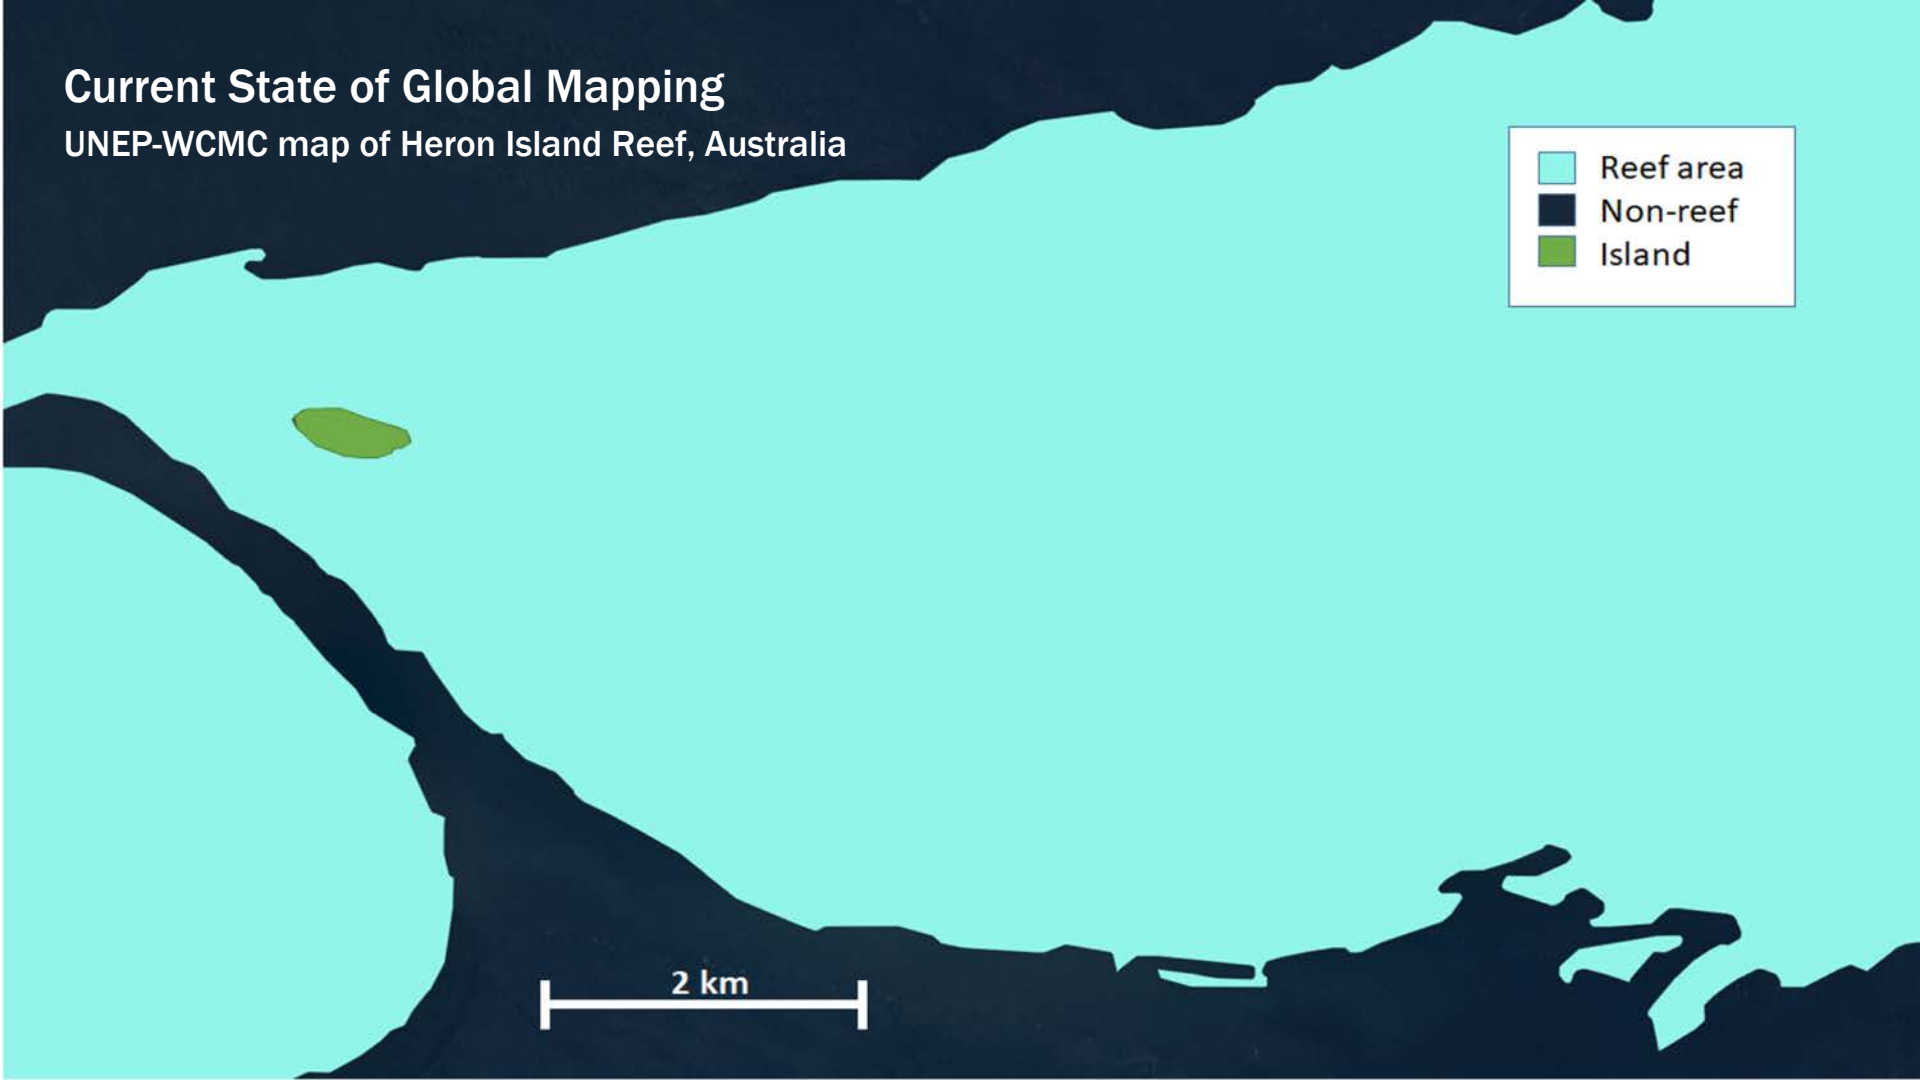 Current State of Global Mapping
UNEP-WCMC map of Heron Island Reef, Australia
Reef area
Non-reef
Island
2 km